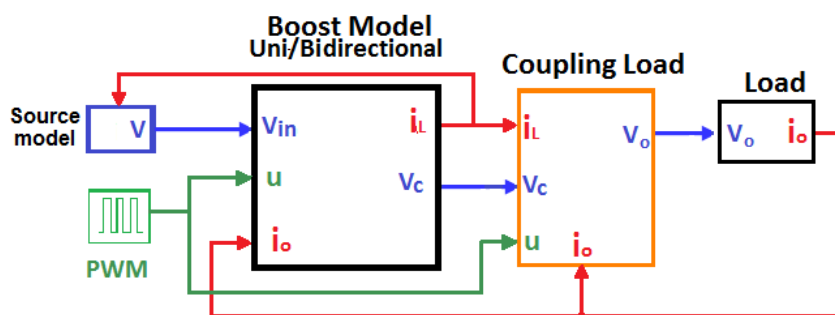 Boost Model
Uni/Bidirectional
Coupling Load
Load
Source
model
V
Vin
iL
iL
Vo
Vo
io
u
Vc
Vc
PWM
io
u
io